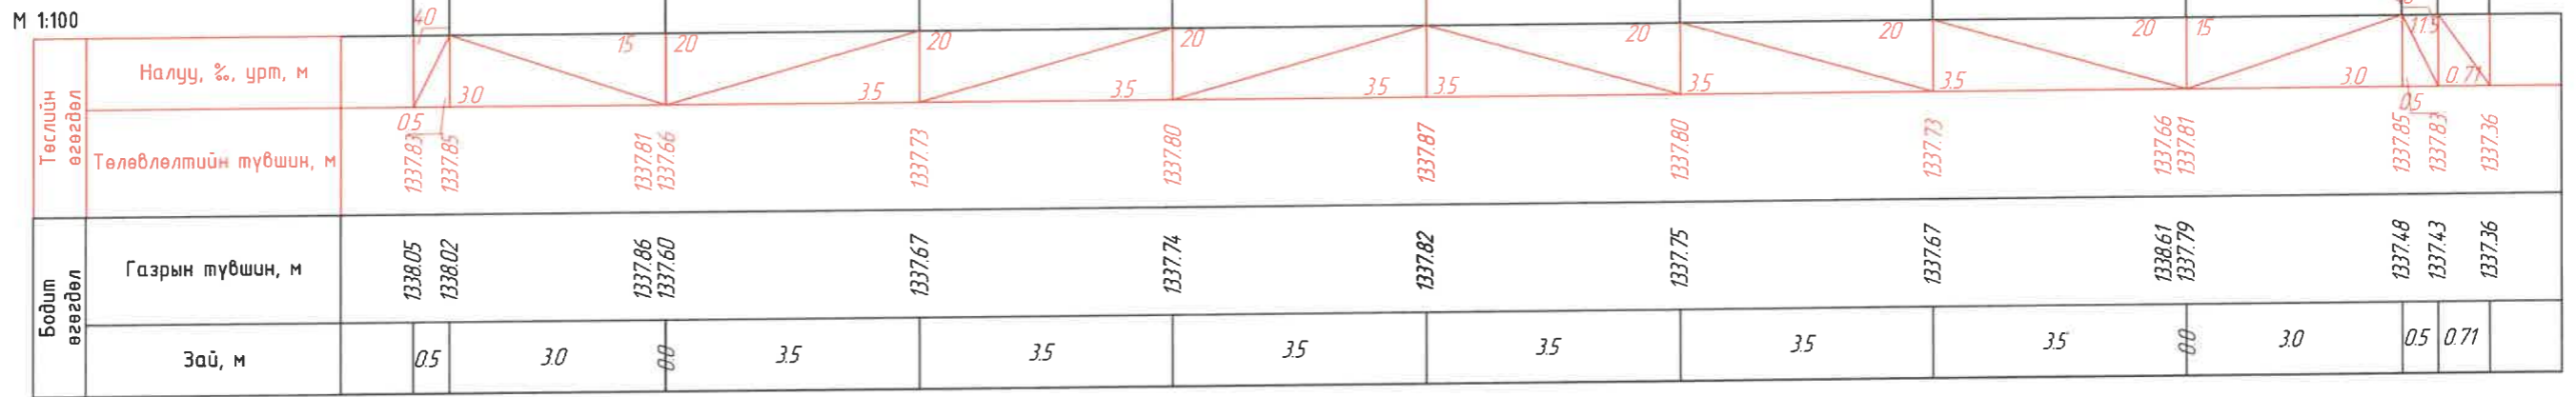 М 1:100
40 15 20 20 20 20 20 20 15 11.5
Налуу, ‰, урт, м
0.5 3.0 3.5 3.5 3.5 3.5 3.5 3.5 3.0 0.5 0.71
Төслийн өгөгдөл
Төлөвлөлтийн түвшин, м
1337.83 1337.85 1337.81 1337.66 1337.73 1337.80 1337.87 1337.80 1337.73 1337.66 1337.81 1337.85 1337.83 1337.36
Бодит өгөгдөл
Газрын түвшин, м
1338.05 1338.02 1337.86 1337.60 1337.67 1337.74 1337.82 1337.75 1337.67 1338.61 1337.79 1337.48 1337.43 1337.36
Зай, м
0.5 3.0 0.0 3.5 3.5 3.5 3.5 3.5 3.5 0.0 3.0 0.5 0.71